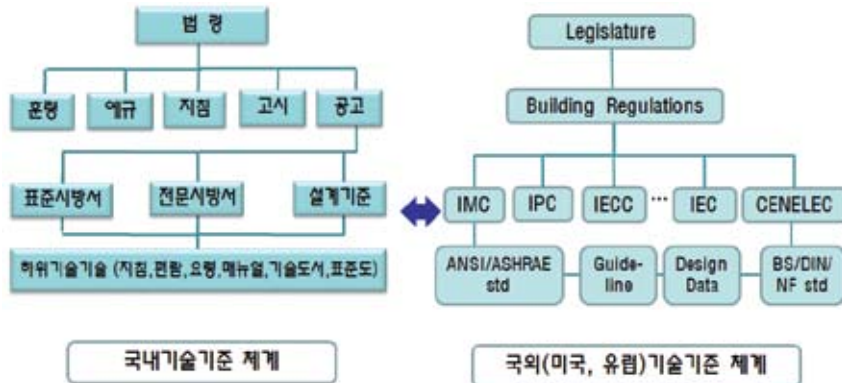 법 령
훈령 예규 지침 고시 공고
표준시방서 전문시방서 설계기준
하위기술기술 (지침,편람,요령,매뉴얼,기술도서,표준도)
국내기술기준 체계
Legislature
Building Regulations
IMC IPC IECC ··· IEC CENELEC
ANSI/ASHRAE
std
Guide-
line
Design
Data
BS/DIN/
NF std
국외(미국, 유럽)기술기준 체계